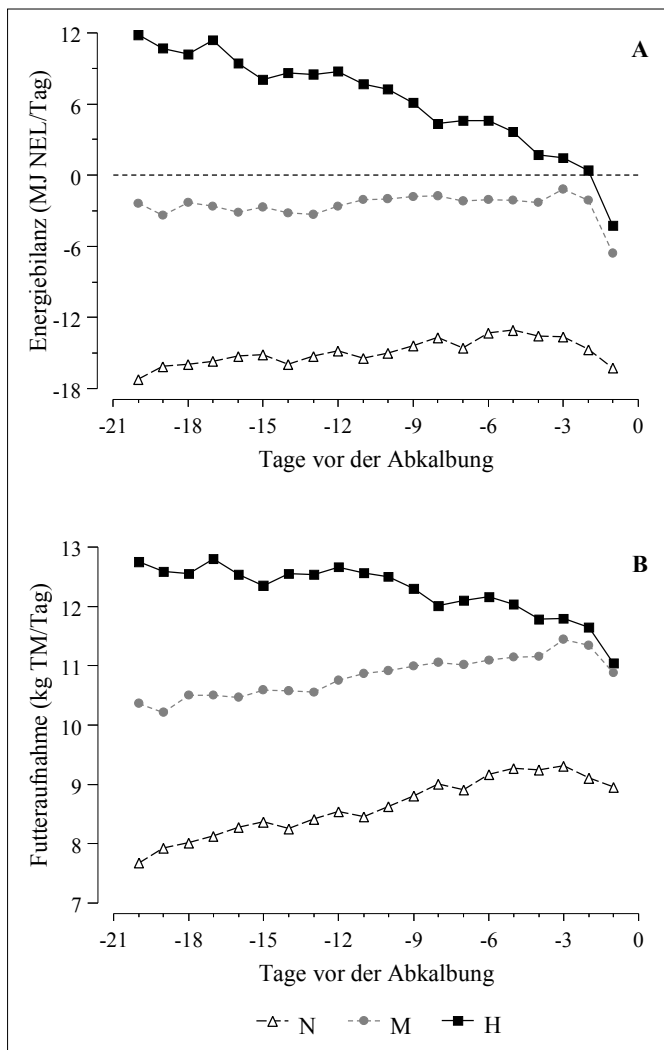 A
Energiebilanz (MJ NEL/Tag)
12
6
0
-6
-12
-18
-21 -18 -15 -12 -9 -6 -3 0
Tage vor der Abkalbung
B
Futteraufnahme (kg TM/Tag)
13
12
11
10
9
8
7
-21 -18 -15 -12 -9 -6 -3 0
Tage vor der Abkalbung
N M H